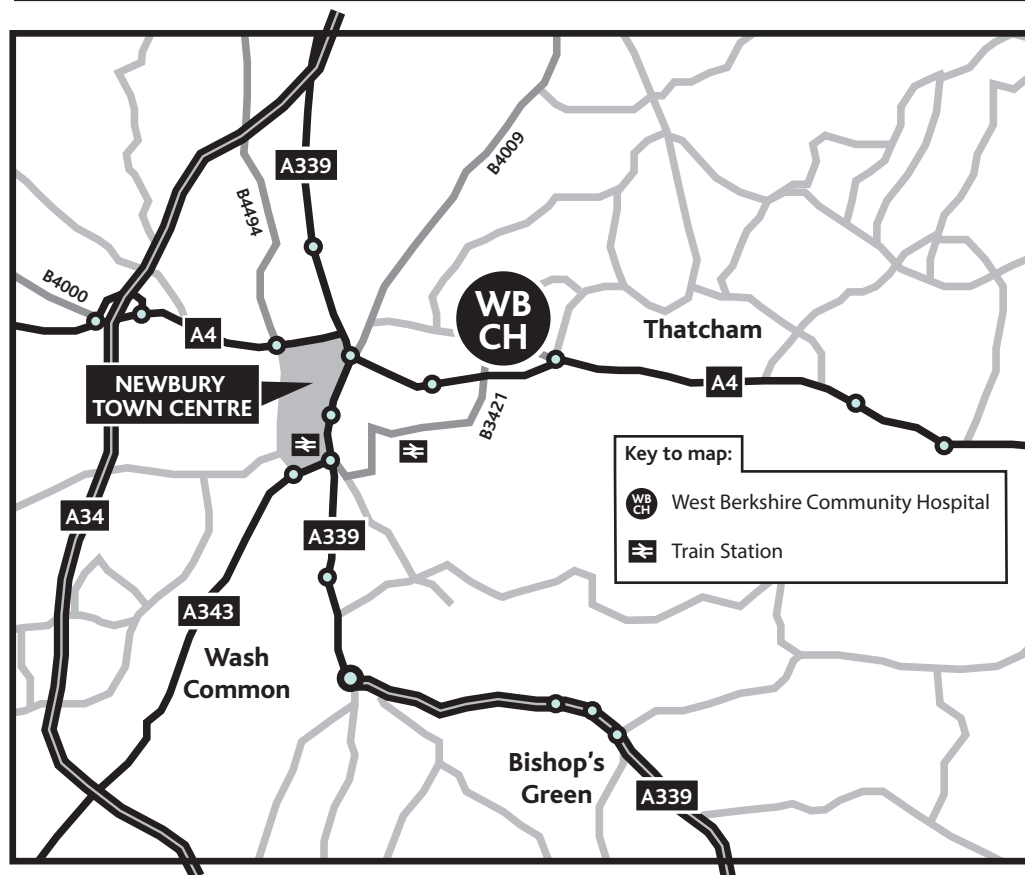 A339
B4009
B4494
B4000
WB
CH
Thatcham
A4
A4
NEWBURY
TOWN CENTRE
B3421
Key to map:
WB
CH
West Berkshire Community Hospital
Train Station
A34
A339
A343
Wash
Common
Bishop's
Green
A339